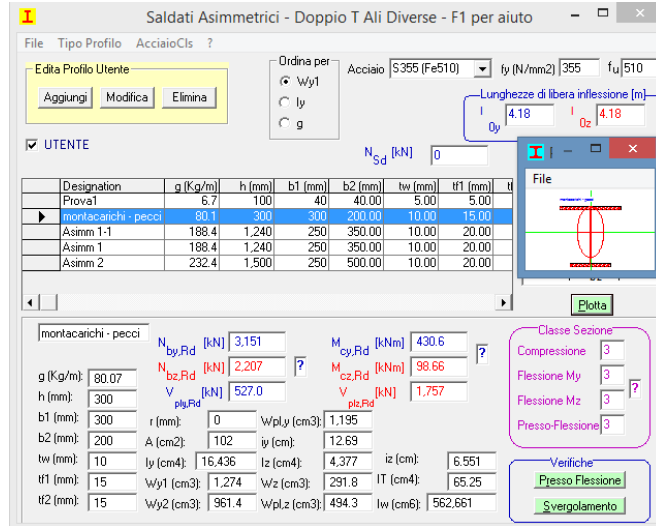 Saldati Asimmetrici - Doppio T Ali Diverse - F1 per aiuto
File Tipo Profilo AcciaioCls ?
Edita Profilo Utente
Aggiungi Modifica Elimina
Ordina per
Wy1
Iy
g
Acciaio S355 (Fe510) fy (N/mm2) 355 fu 510
Lunghezze di libera inflessione [m]
l 0y 4.18 l 0z 4.18
UTENTE
N Sd [kN] 0
File
montacarichi - pecci
Designation g (Kg/m) h (mm) b1 (mm) b2 (mm) tw (mm) tf1 (mm)
Prova1 6.7 100 40 40.00 5.00 5.00
montacarichi - pecci 80.1 300 300 200.00 10.00 15.00
Asimm 1-1 188.4 1,240 250 350.00 10.00 20.00
Asimm 1 188.4 1,240 250 350.00 10.00 20.00
Asimm 2 232.4 1,500 250 500.00 10.00 20.00
Plotta
montacarichi - pecci
N by,Rd [kN] 3,151 M cy,Rd [kNm] 430.6 ?
N bz,Rd [kN] 2,207 ? M cz,Rd [kNm] 98.66
V ply,Rd [kN] 527.0 V plz,Rd [kN] 1,757
g (Kg/m): 80.07
h (mm): 300
b1 (mm): 300 r (mm): 0 Wpl,y (cm3): 1,195
b2 (mm): 200 A (cm2): 102 iy (cm): 12.69
tw (mm): 10 Iy (cm4): 16,436 Iz (cm4): 4,377 iz (cm): 6.551
tf1 (mm): 15 Wy1 (cm3): 1,274 Wz (cm3): 291.8 IT (cm4): 65.25
tf2 (mm): 15 Wy2 (cm3): 961.4 Wpl,z (cm3): 494.3 Iw (cm6): 562,661
Classe Sezione
Compressione 3
Flessione My 3
Flessione Mz 3
Presso-Flessione 3
?
Verifiche
Presso Flessione
Svergolamento